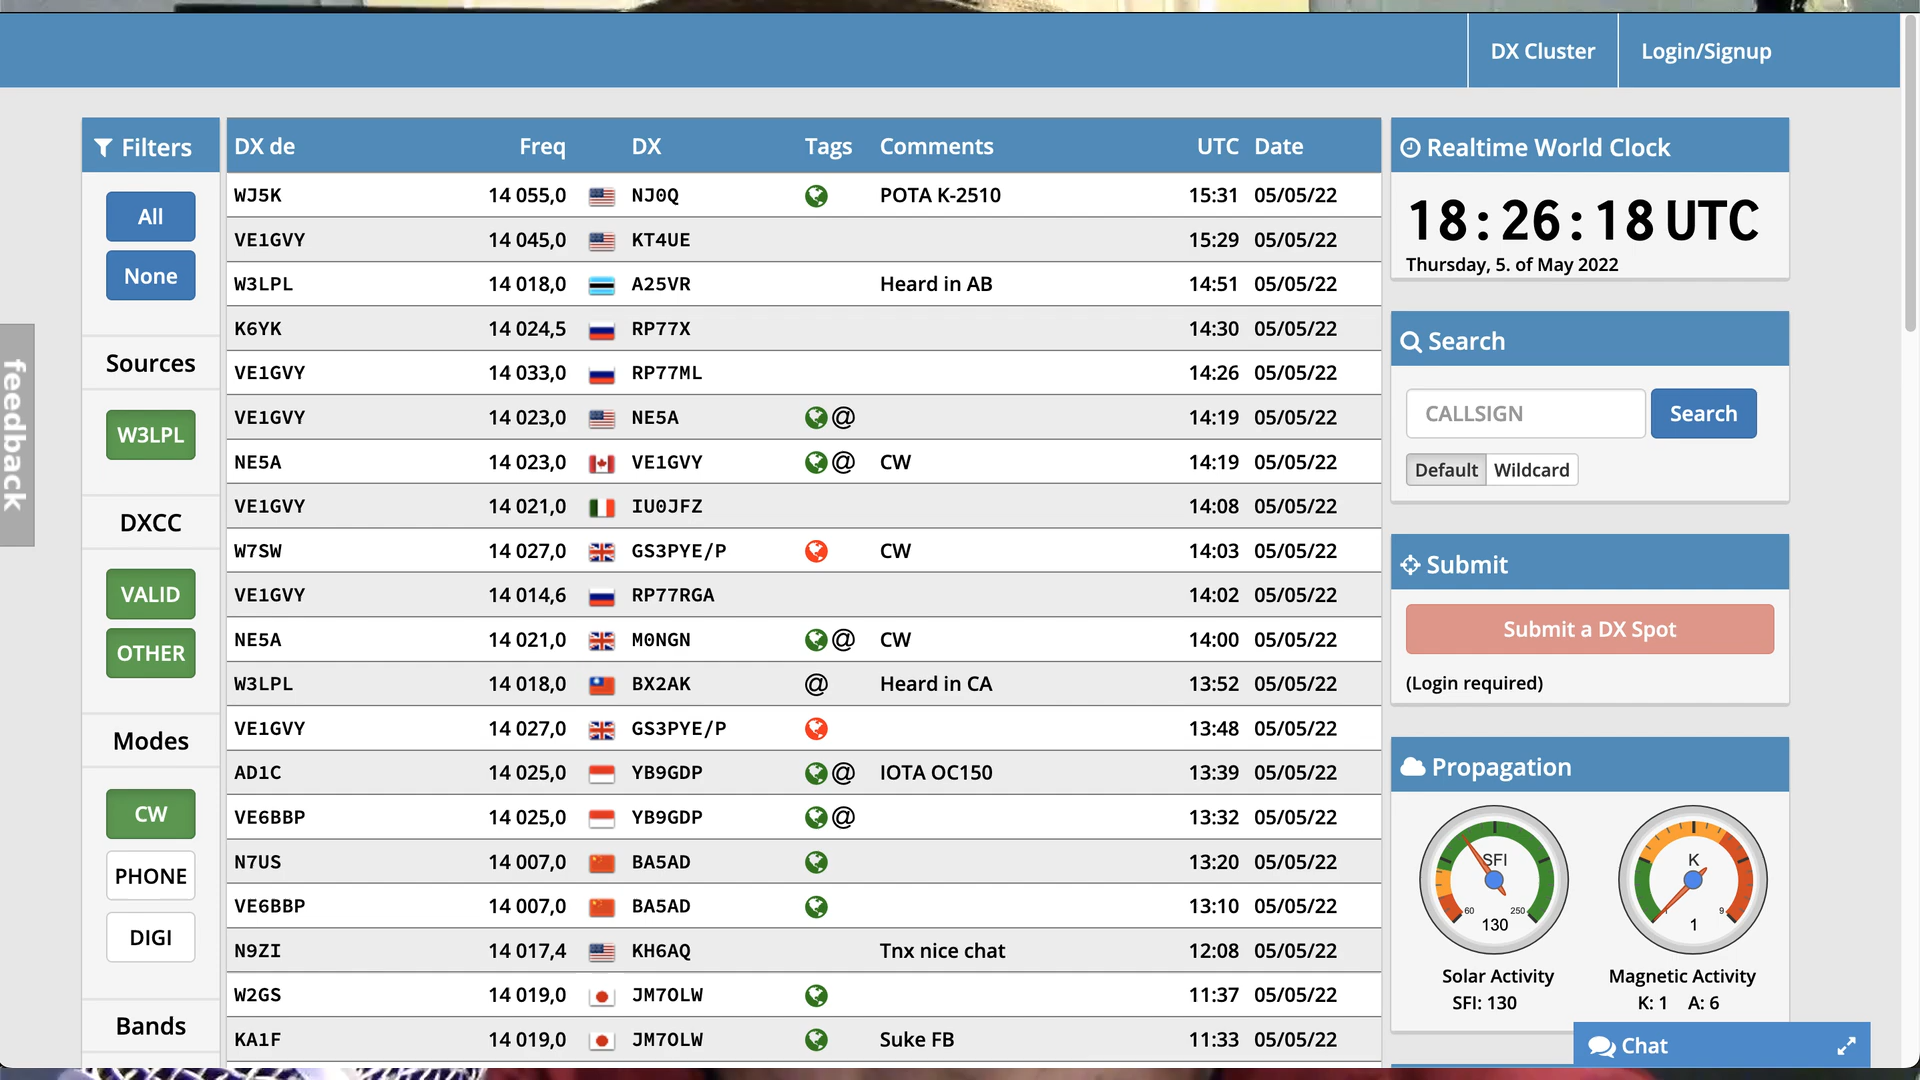 DX Cluster Login/Signup
Filters
All
None
Sources
W3LPL
DXCC
VALID
OTHER
Modes
CW
PHONE
DIGI
Bands
feedback
DX de Freq DX Tags Comments UTC Date
WJ5K 14 055,0 NJ0Q POTA K-2510 15:31 05/05/22
VE1GVY 14 045,0 KT4UE 15:29 05/05/22
W3LPL 14 018,0 A25VR Heard in AB 14:51 05/05/22
K6YK 14 024,5 RP77X 14:30 05/05/22
VE1GVY 14 033,0 RP77ML 14:26 05/05/22
VE1GVY 14 023,0 NE5A @ 14:19 05/05/22
NE5A 14 023,0 VE1GVY @ CW 14:19 05/05/22
VE1GVY 14 021,0 IU0JFZ 14:08 05/05/22
W7SW 14 027,0 GS3PYE/P CW 14:03 05/05/22
VE1GVY 14 014,6 RP77RGA 14:02 05/05/22
NE5A 14 021,0 M0NGN @ CW 14:00 05/05/22
W3LPL 14 018,0 BX2AK @ Heard in CA 13:52 05/05/22
VE1GVY 14 027,0 GS3PYE/P 13:48 05/05/22
AD1C 14 025,0 YB9GDP @ IOTA OC150 13:39 05/05/22
VE6BBP 14 025,0 YB9GDP @ 13:32 05/05/22
N7US 14 007,0 BA5AD 13:20 05/05/22
VE6BBP 14 007,0 BA5AD 13:10 05/05/22
N9ZI 14 017,4 KH6AQ Tnx nice chat 12:08 05/05/22
W2GS 14 019,0 JM7OLW 11:37 05/05/22
KA1F 14 019,0 JM7OLW Suke FB 11:33 05/05/22
Realtime World Clock
18:26:18 UTC
Thursday, 5. of May 2022
Search
CALLSIGN Search
Default Wildcard
Submit
Submit a DX Spot
(Login required)
Propagation
SFI
60 250
130
K
1 9
1
Solar Activity
SFI: 130
Magnetic Activity
K: 1 A: 6
Chat